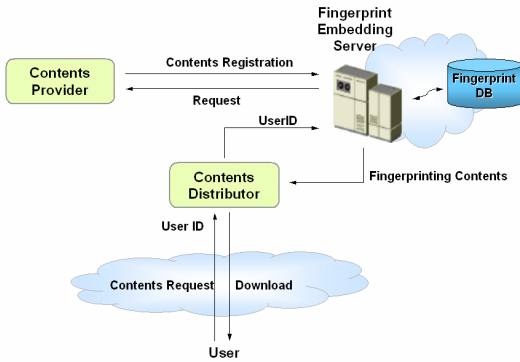 Fingerprint
Embedding
Server
Contents
Provider
Contents Registration
Request
Fingerprint
DB
UserID
Contents
Distributor
Fingerprinting Contents
User ID
Contents Request
Download
User